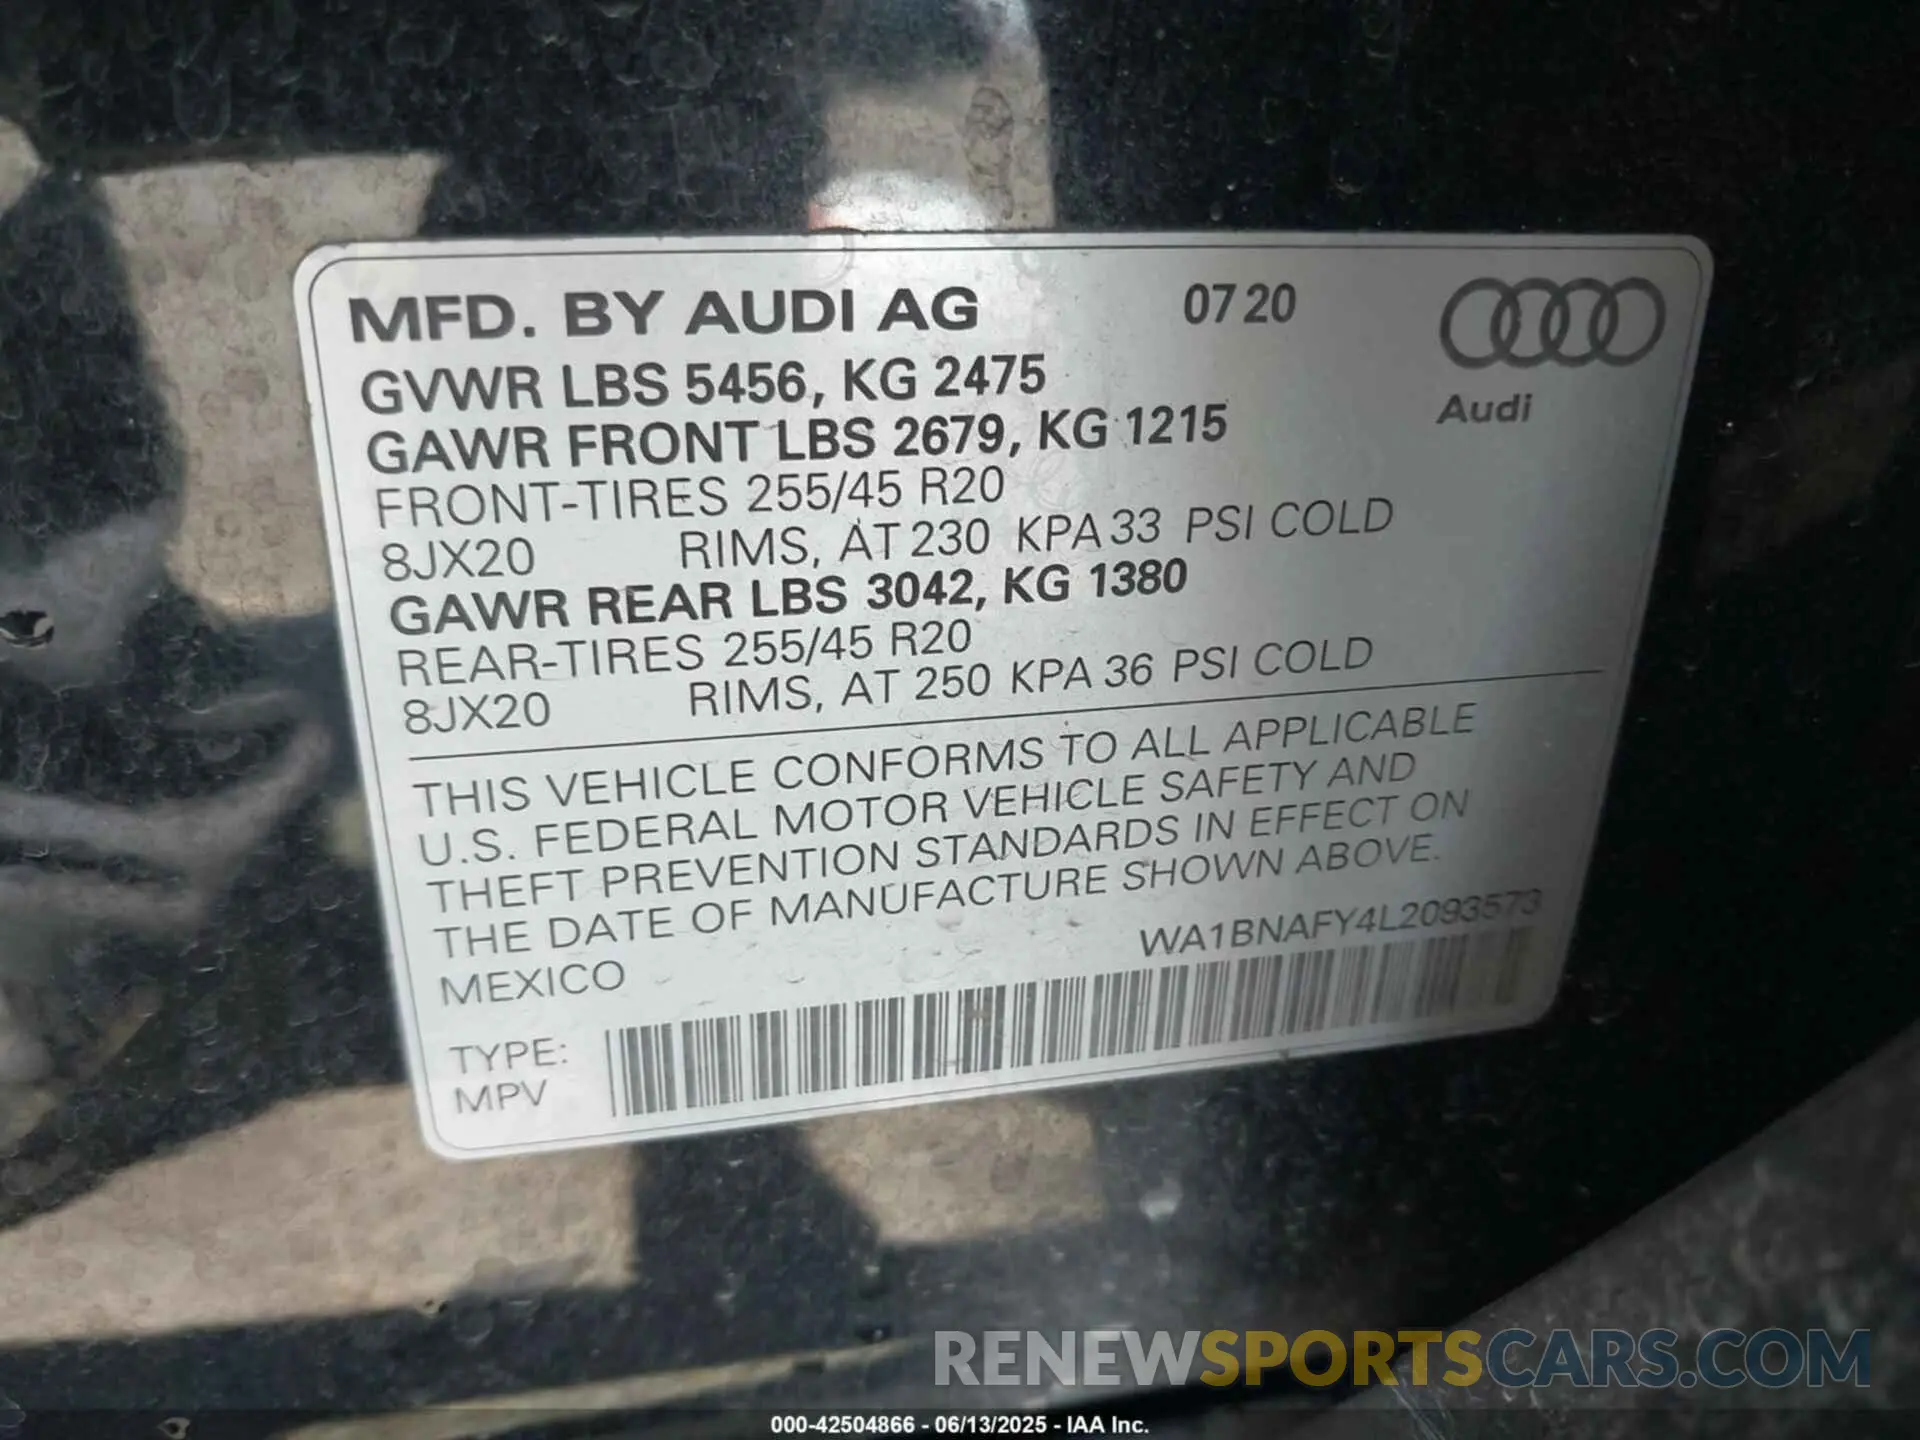 MFD. BY AUDI AG 07 20
Audi
GVWR LBS 5456, KG 2475
GAWR FRONT LBS 2679, KG 1215
FRONT-TIRES 255/45 R20
8JX20 RIMS, AT 230 KPA 33 PSI COLD
GAWR REAR LBS 3042, KG 1380
REAR-TIRES 255/45 R20
8JX20 RIMS, AT 250 KPA 36 PSI COLD
THIS VEHICLE CONFORMS TO ALL APPLICABLE
U.S. FEDERAL MOTOR VEHICLE SAFETY AND
THEFT PREVENTION STANDARDS IN EFFECT ON
THE DATE OF MANUFACTURE SHOWN ABOVE.
MEXICO WA1BNAFY4L2093573
TYPE:
MPV
RENEWSPORTSCARS.COM
000-42504866 - 06/13/2025 - IAA Inc.